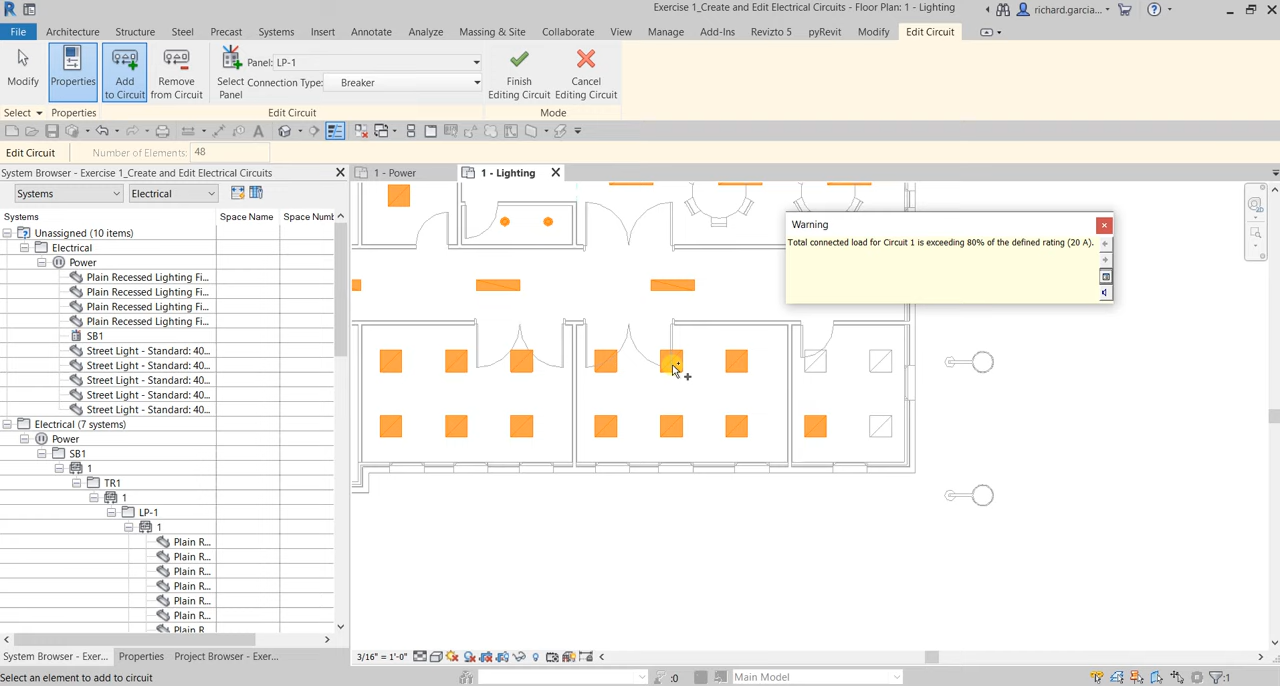 Exercise 1_Create and Edit Electrical Circuits - Floor Plan: 1 - Lighting
richard.garcia...
File Architecture Structure Steel Precast Systems Insert Annotate Analyze Massing & Site Collaborate View Manage Add-Ins Revizto 5 pyRevit Modify Edit Circuit
Modify
Properties
Add
to Circuit
Remove
from Circuit
Select
Panel
Panel: LP-1
Connection Type: Breaker
Finish
Editing Circuit
Cancel
Editing Circuit
Select Properties Edit Circuit Mode
Edit Circuit Number of Elements: 48
System Browser - Exercise 1_Create and Edit Electrical Circuits
1 - Power 1 - Lighting
Systems Electrical
Systems Space Name Space Numb
Unassigned (10 items)
Electrical
Power
Plain Recessed Lighting Fi...
Plain Recessed Lighting Fi...
Plain Recessed Lighting Fi...
Plain Recessed Lighting Fi...
SB1
Street Light - Standard: 40...
Street Light - Standard: 40...
Street Light - Standard: 40...
Street Light - Standard: 40...
Street Light - Standard: 40...
Electrical (7 systems)
Power
SB1
1
TR1
1
LP-1
1
Plain R...
Plain R...
Plain R...
Plain R...
Plain R...
Plain R...
Plain R...
Warning
Total connected load for Circuit 1 is exceeding 80% of the defined rating (20 A).
System Browser - Exer... Properties Project Browser - Exer...
3/16" = 1'-0"
Select an element to add to circuit
:0 Main Model :1